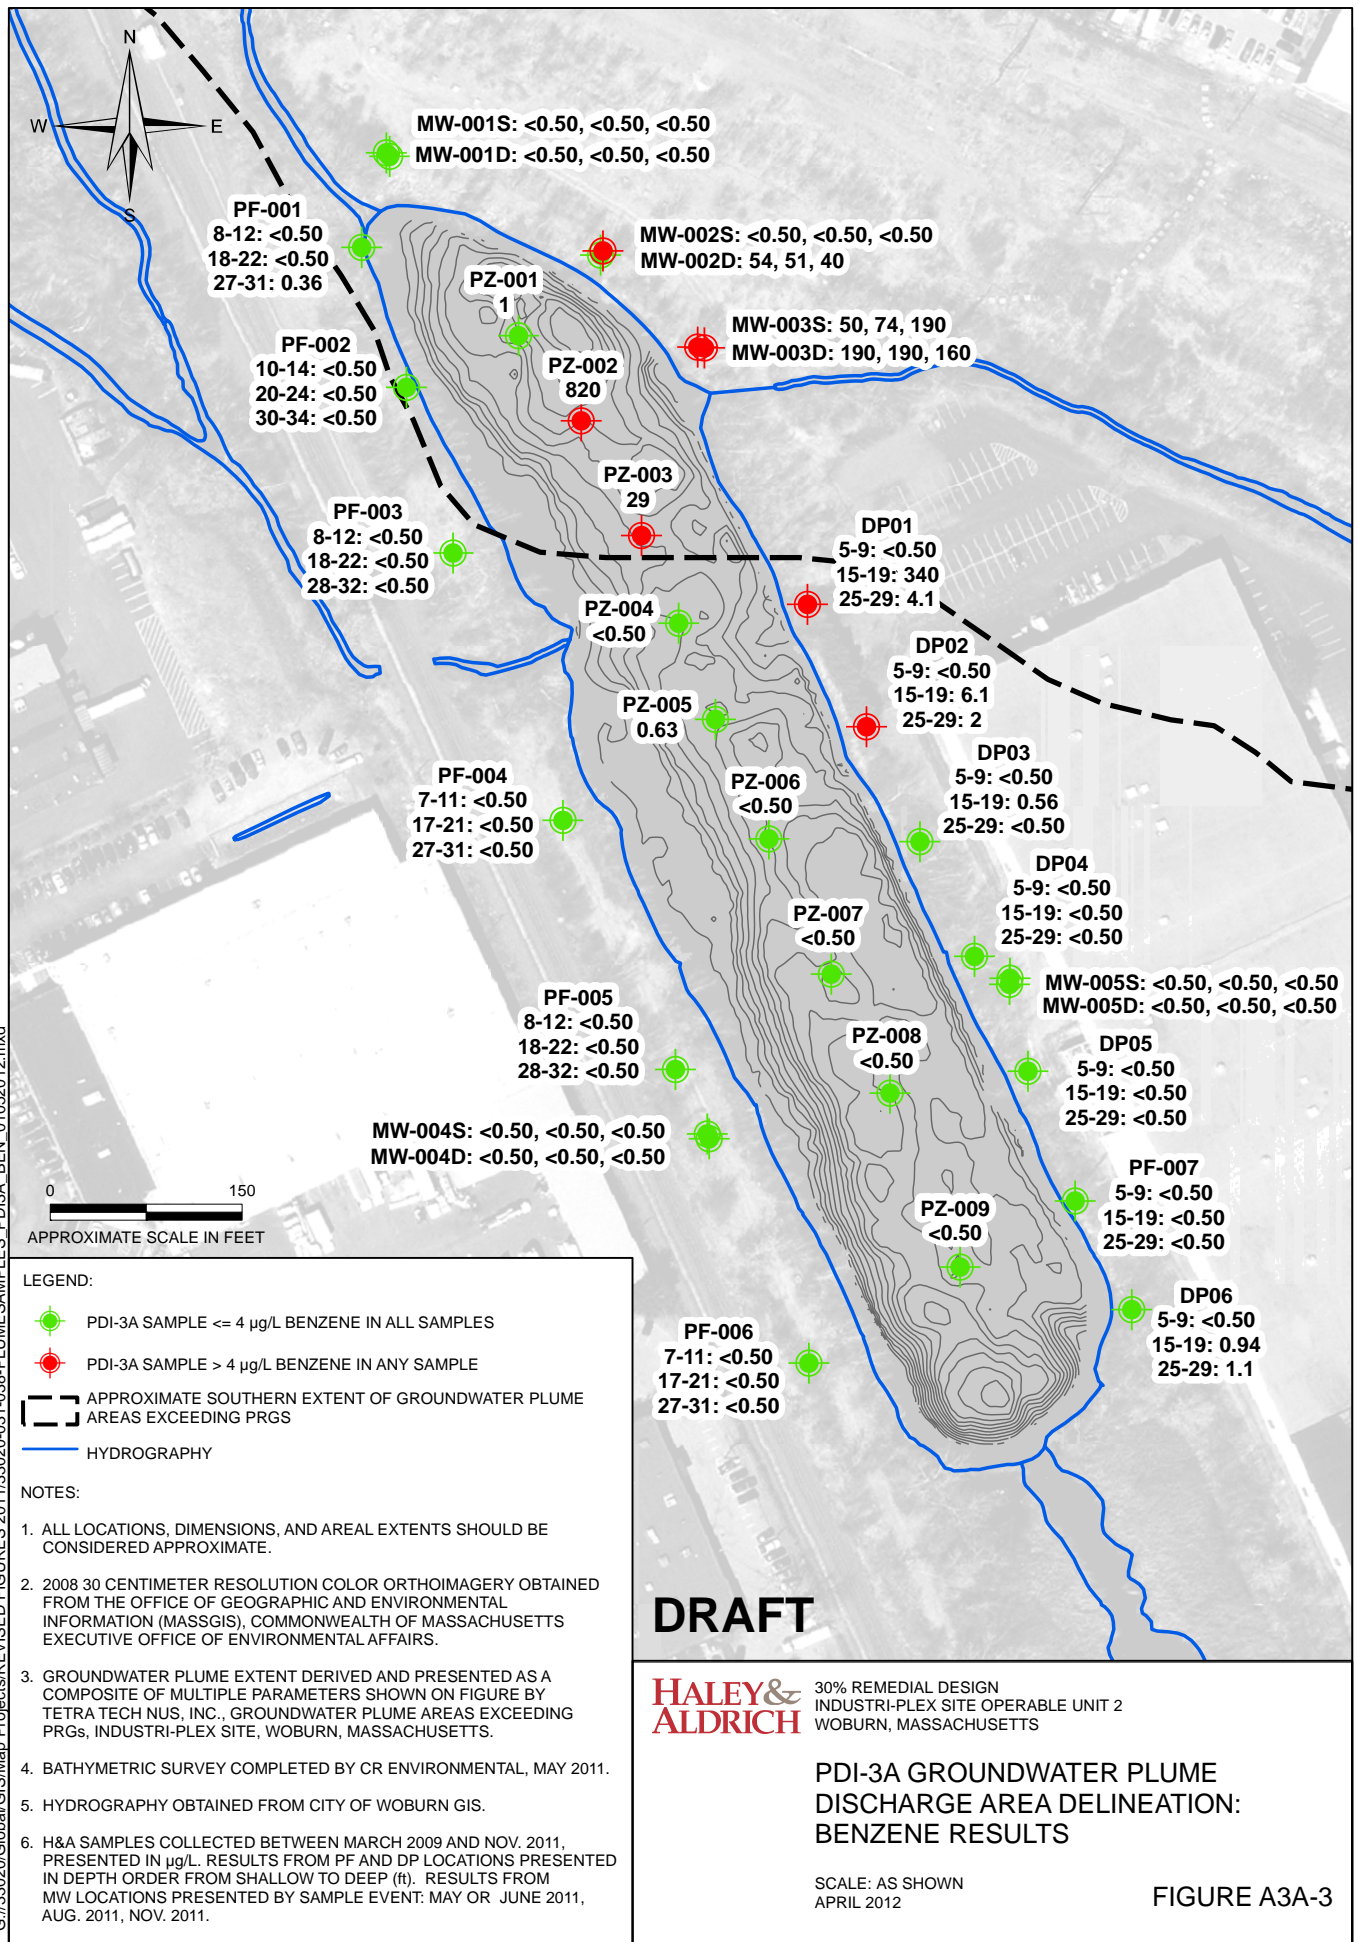 N
W
E
S
MW-001S: <0.50, <0.50, <0.50
MW-001D: <0.50, <0.50, <0.50
PF-001
8-12: <0.50
18-22: <0.50
27-31: 0.36
MW-002S: <0.50, <0.50, <0.50
MW-002D: 54, 51, 40
PZ-001
1
MW-003S: 50, 74, 190
MW-003D: 190, 190, 160
PF-002
10-14: <0.50
20-24: <0.50
30-34: <0.50
PZ-002
820
PZ-003
29
PF-003
8-12: <0.50
18-22: <0.50
28-32: <0.50
DP01
5-9: <0.50
15-19: 340
25-29: 4.1
PZ-004
<0.50
DP02
5-9: <0.50
15-19: 6.1
25-29: 2
PZ-005
0.63
DP03
5-9: <0.50
15-19: 0.56
25-29: <0.50
PF-004
7-11: <0.50
17-21: <0.50
27-31: <0.50
PZ-006
<0.50
DP04
5-9: <0.50
15-19: <0.50
25-29: <0.50
PZ-007
<0.50
MW-005S: <0.50, <0.50, <0.50
MW-005D: <0.50, <0.50, <0.50
PF-005
8-12: <0.50
18-22: <0.50
28-32: <0.50
PZ-008
<0.50
DP05
5-9: <0.50
15-19: <0.50
25-29: <0.50
MW-004S: <0.50, <0.50, <0.50
MW-004D: <0.50, <0.50, <0.50
PF-007
5-9: <0.50
15-19: <0.50
25-29: <0.50
PZ-009
<0.50
DP06
5-9: <0.50
15-19: 0.94
25-29: 1.1
PF-006
7-11: <0.50
17-21: <0.50
27-31: <0.50
0 150
APPROXIMATE SCALE IN FEET
LEGEND:
PDI-3A SAMPLE <= 4 µg/L BENZENE IN ALL SAMPLES
PDI-3A SAMPLE > 4 µg/L BENZENE IN ANY SAMPLE
APPROXIMATE SOUTHERN EXTENT OF GROUNDWATER PLUME
AREAS EXCEEDING PRGS
HYDROGRAPHY
NOTES:
1. ALL LOCATIONS, DIMENSIONS, AND AREAL EXTENTS SHOULD BE
CONSIDERED APPROXIMATE.
2. 2008 30 CENTIMETER RESOLUTION COLOR ORTHOIMAGERY OBTAINED
FROM THE OFFICE OF GEOGRAPHIC AND ENVIRONMENTAL
INFORMATION (MASSGIS), COMMONWEALTH OF MASSACHUSETTS
EXECUTIVE OFFICE OF ENVIRONMENTAL AFFAIRS.
3. GROUNDWATER PLUME EXTENT DERIVED AND PRESENTED AS A
COMPOSITE OF MULTIPLE PARAMETERS SHOWN ON FIGURE BY
TETRA TECH NUS, INC., GROUNDWATER PLUME AREAS EXCEEDING
PRGs, INDUSTRI-PLEX SITE, WOBURN, MASSACHUSETTS.
4. BATHYMETRIC SURVEY COMPLETED BY CR ENVIRONMENTAL, MAY 2011.
5. HYDROGRAPHY OBTAINED FROM CITY OF WOBURN GIS.
6. H&A SAMPLES COLLECTED BETWEEN MARCH 2009 AND NOV. 2011,
PRESENTED IN µg/L. RESULTS FROM PF AND DP LOCATIONS PRESENTED
IN DEPTH ORDER FROM SHALLOW TO DEEP (ft). RESULTS FROM
MW LOCATIONS PRESENTED BY SAMPLE EVENT: MAY OR JUNE 2011,
AUG. 2011, NOV. 2011.
DRAFT
HALEY&
ALDRICH
30% REMEDIAL DESIGN
INDUSTRI-PLEX SITE OPERABLE UNIT 2
WOBURN, MASSACHUSETTS
PDI-3A GROUNDWATER PLUME
DISCHARGE AREA DELINEATION:
BENZENE RESULTS
SCALE: AS SHOWN
APRIL 2012
FIGURE A3A-3